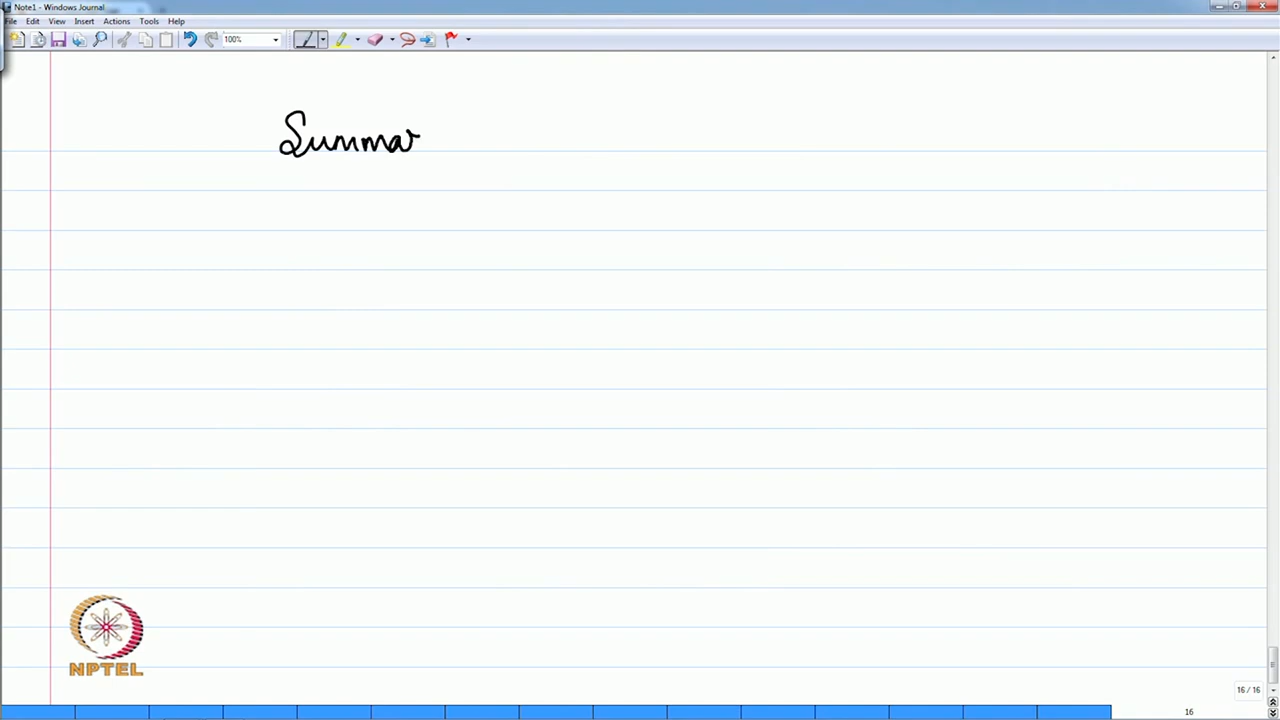 Note1 - Windows Journal
File Edit View Insert Actions Tools Help
100%
Summar
NPTEL
16 / 16
16